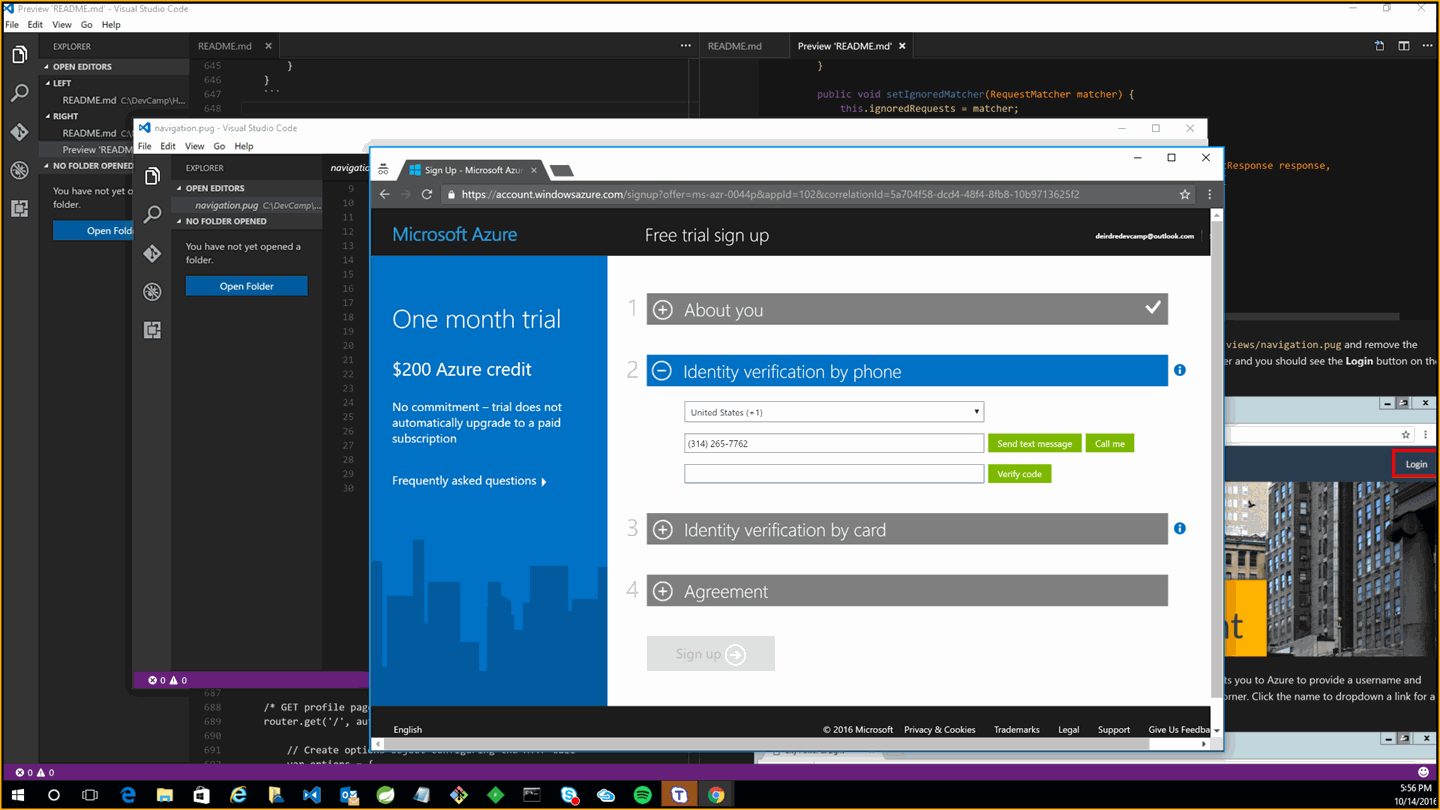 Preview 'README.md' - Visual Studio Code
File Edit View Go Help
EXPLORER
OPEN EDITORS
LEFT
README.md C:\DevCamp\H...
RIGHT
README.md C:\D
Preview 'READM
NO FOLDER OPENED
You have not yet o
folder.
Open Fold
README.md
645 }
646 }
647 ```
648
README.md
Preview 'README.md'
}
public void setIgnoredMatcher(RequestMatcher matcher) {
this.ignoredRequests = matcher;
tResponse response,
navigation.pug - Visual Studio Code
File Edit View Go Help
EXPLORER
OPEN EDITORS
navigation.pug C:\DevCamp\...
NO FOLDER OPENED
You have not yet opened a
folder.
Open Folder
navigation
9
10
11
12
13
14
15
16
17
18
19
20
21
22
23
24
25
26
27
28
29
30
0 0
Sign Up - Microsoft Azur
https://account.windowsazure.com/signup?offer=ms-azr-0044p&appId=102&correlationId=5a704f58-dcd4-48f4-8fb8-10b9713625f2
Microsoft Azure
Free trial sign up
deirdredevcamp@outlook.com
One month trial
$200 Azure credit
No commitment – trial does not
automatically upgrade to a paid
subscription
Frequently asked questions
1 About you
2 Identity verification by phone
United States (+1)
(314) 265-7762
Send text message
Call me
Verify code
3 Identity verification by card
4 Agreement
Sign up
English
© 2016 Microsoft
Privacy & Cookies
Trademarks
Legal
Support
Give Us Feedba
views/navigation.pug and remove the
er and you should see the Login button on the
Login
nt
ts you to Azure to provide a username and
orner. Click the name to dropdown a link for a
687
688 /* GET profile pag
689 router.get('/', au
690
691 // Create option
0 0
5:56 PM
10/14/2016